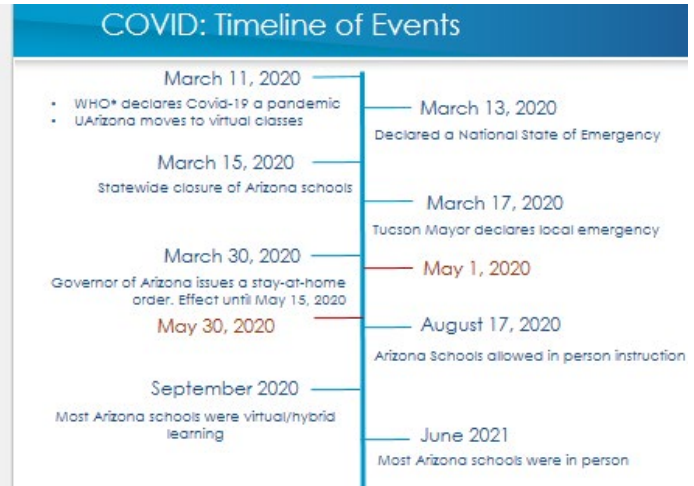 COVID: Timeline of Events
March 11, 2020
• WHO* declares Covid-19 a pandemic
• UArizona moves to virtual classes
March 13, 2020
Declared a National State of Emergency
March 15, 2020
Statewide closure of Arizona schools
March 17, 2020
Tucson Mayor declares local emergency
March 30, 2020
Governor of Arizona issues a stay-at-home
order. Effect until May 15, 2020
May 1, 2020
May 30, 2020
August 17, 2020
Arizona Schools allowed in person instruction
September 2020
Most Arizona schools were virtual/hybrid
learning
June 2021
Most Arizona schools were in person